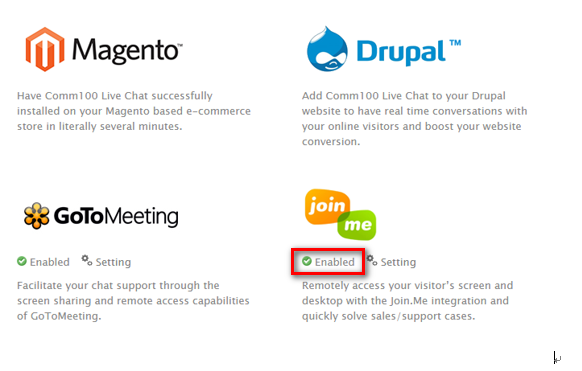 Magento™
Have Comm100 Live Chat successfully
installed on your Magento based e-commerce
store in literally several minutes.
Drupal™
Add Comm100 Live Chat to your Drupal
website to have real time conversations with
your online visitors and boost your website
conversion.
GoToMeeting
Enabled Setting
Facilitate your chat support through the
screen sharing and remote access capabilities
of GoToMeeting.
join
me
Enabled Setting
Remotely access your visitor's screen and
desktop with the Join.Me integration and
quickly solve sales/support cases.